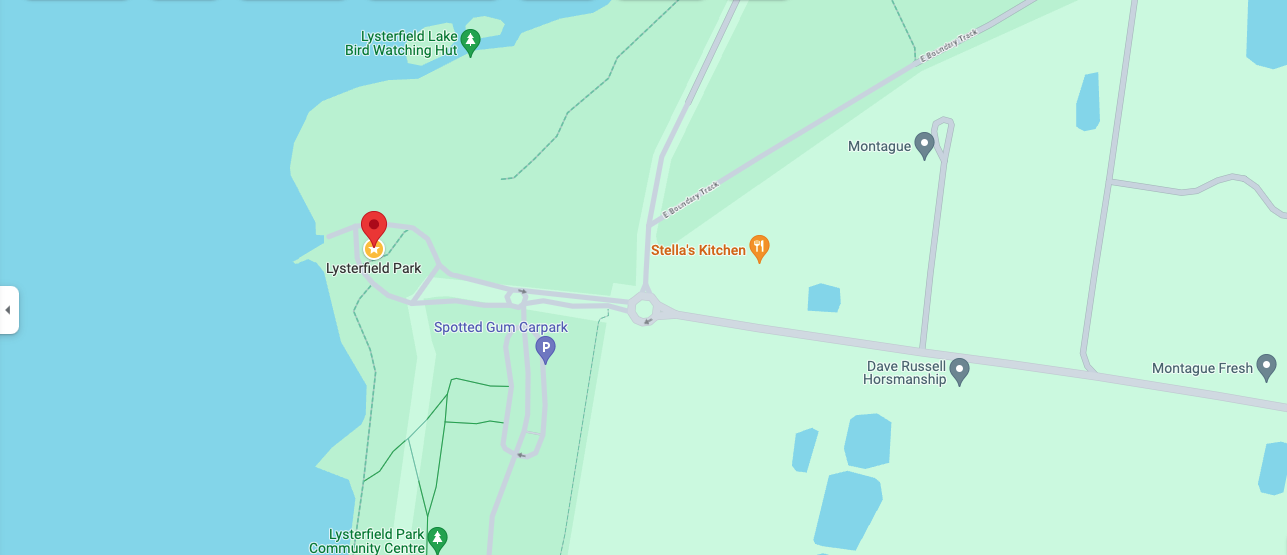 Lysterfield Lake
Bird Watching Hut
E Boundary Track
Montague
E Boundary Track
Stella's Kitchen
Lysterfield Park
Spotted Gum Carpark
P
Dave Russell
Horsmanship
Montague Fresh
Lysterfield Park
Community Centre